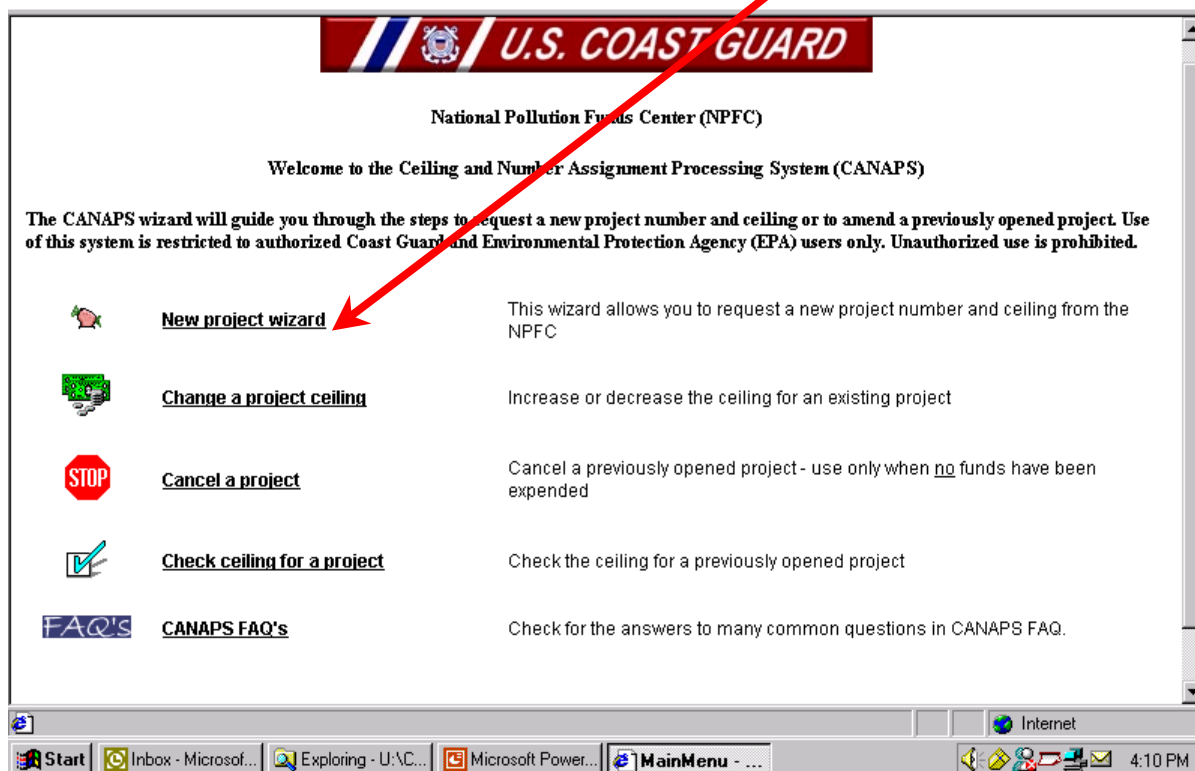 U.S. COAST GUARD
National Pollution Funds Center (NPFC)
Welcome to the Ceiling and Number Assignment Processing System (CANAPS)
The CANAPS wizard will guide you through the steps to request a new project number and ceiling or to amend a previously opened project. Use
of this system is restricted to authorized Coast Guard and Environmental Protection Agency (EPA) users only. Unauthorized use is prohibited.
New project wizard
This wizard allows you to request a new project number and ceiling from the
NPFC
Change a project ceiling
Increase or decrease the ceiling for an existing project
STOP
Cancel a project
Cancel a previously opened project - use only when no funds have been
expended
Check ceiling for a project
Check the ceiling for a previously opened project
FAQ's
CANAPS FAQ's
Check for the answers to many common questions in CANAPS FAQ.
Internet
Start
Inbox - Microsof...
Exploring - U:\C...
Microsoft Power...
MainMenu - ...
4:10 PM